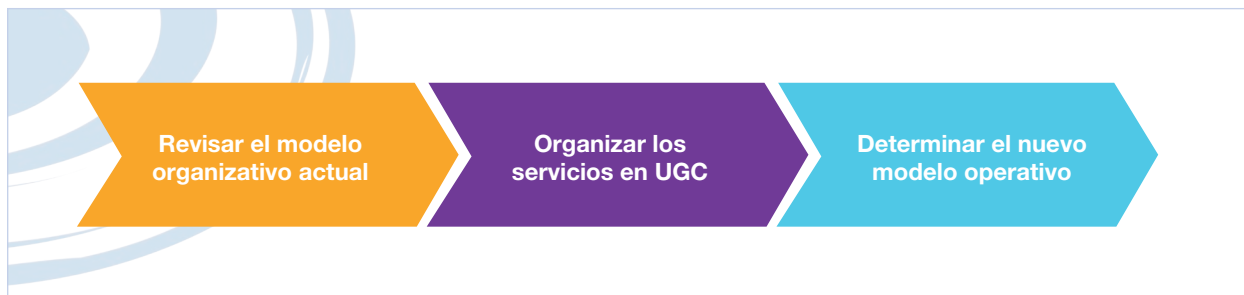 Revisar el modelo
organizativo actual
Organizar los
servicios en UGC
Determinar el nuevo
modelo operativo